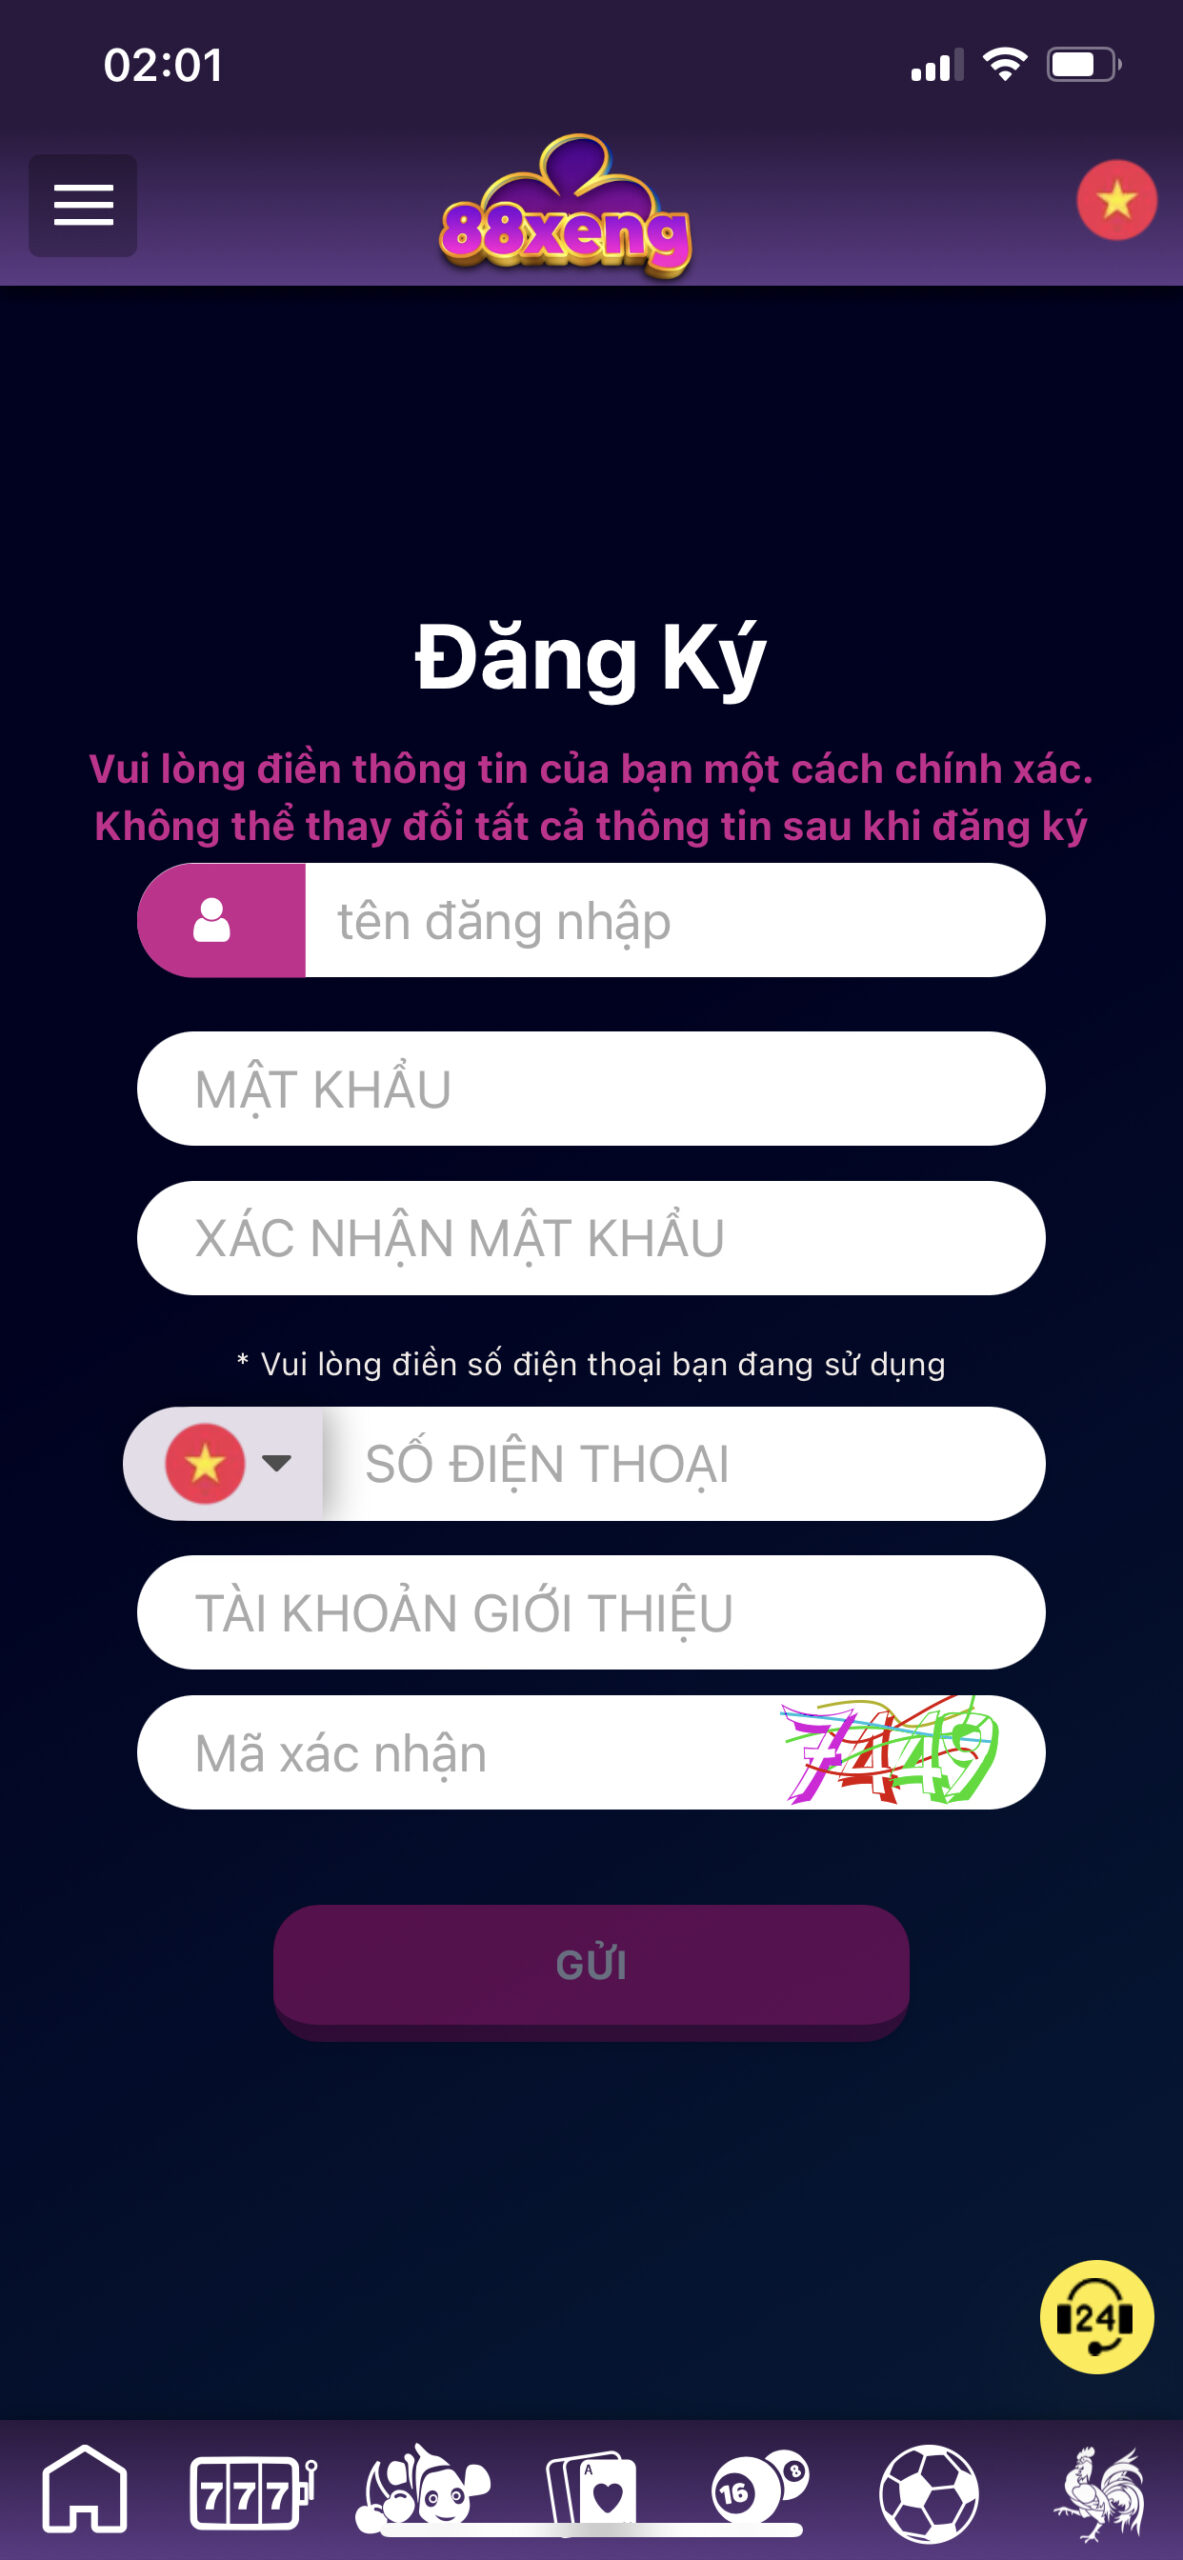 02:01
88xeng
Đăng Ký
Vui lòng điền thông tin của bạn một cách chính xác.
Không thể thay đổi tất cả thông tin sau khi đăng ký
tên đăng nhập
MẬT KHẨU
XÁC NHẬN MẬT KHẨU
* Vui lòng điền số điện thoại bạn đang sử dụng
SỐ ĐIỆN THOẠI
TÀI KHOẢN GIỚI THIỆU
Mã xác nhận
7449
GỬI
24
777
A
16
8